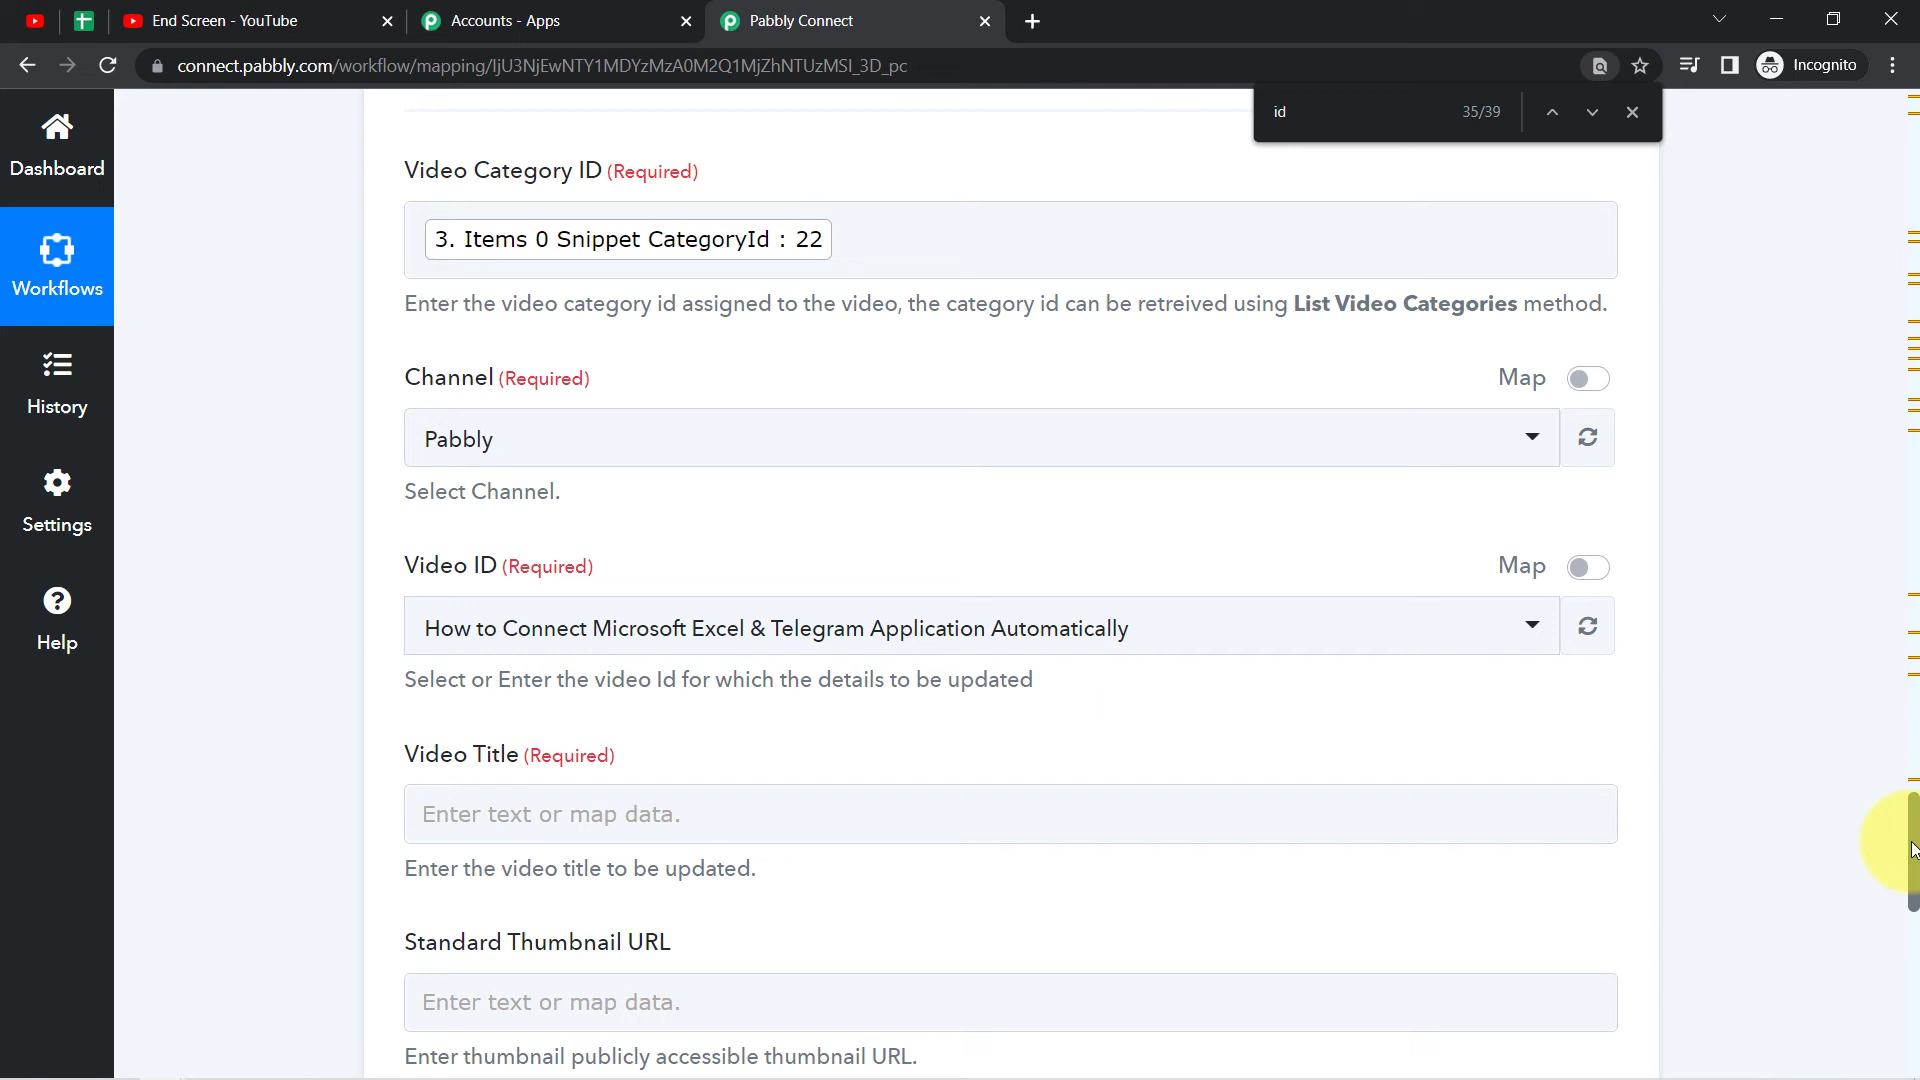 End Screen - YouTube
Accounts - Apps
Pabbly Connect
connect.pabbly.com/workflow/mapping/IjU3NjEwNTY1MDYzMzA0M2Q1MjZhNTUzMSI_3D_pc
Incognito
id
35/39
Dashboard
Workflows
History
Settings
Help
Video Category ID (Required)
3. Items 0 Snippet CategoryId : 22
Enter the video category id assigned to the video, the category id can be retreived using List Video Categories method.
Channel (Required)
Map
Pabbly
Select Channel.
Video ID (Required)
Map
How to Connect Microsoft Excel & Telegram Application Automatically
Select or Enter the video Id for which the details to be updated
Video Title (Required)
Enter text or map data.
Enter the video title to be updated.
Standard Thumbnail URL
Enter text or map data.
Enter thumbnail publicly accessible thumbnail URL.